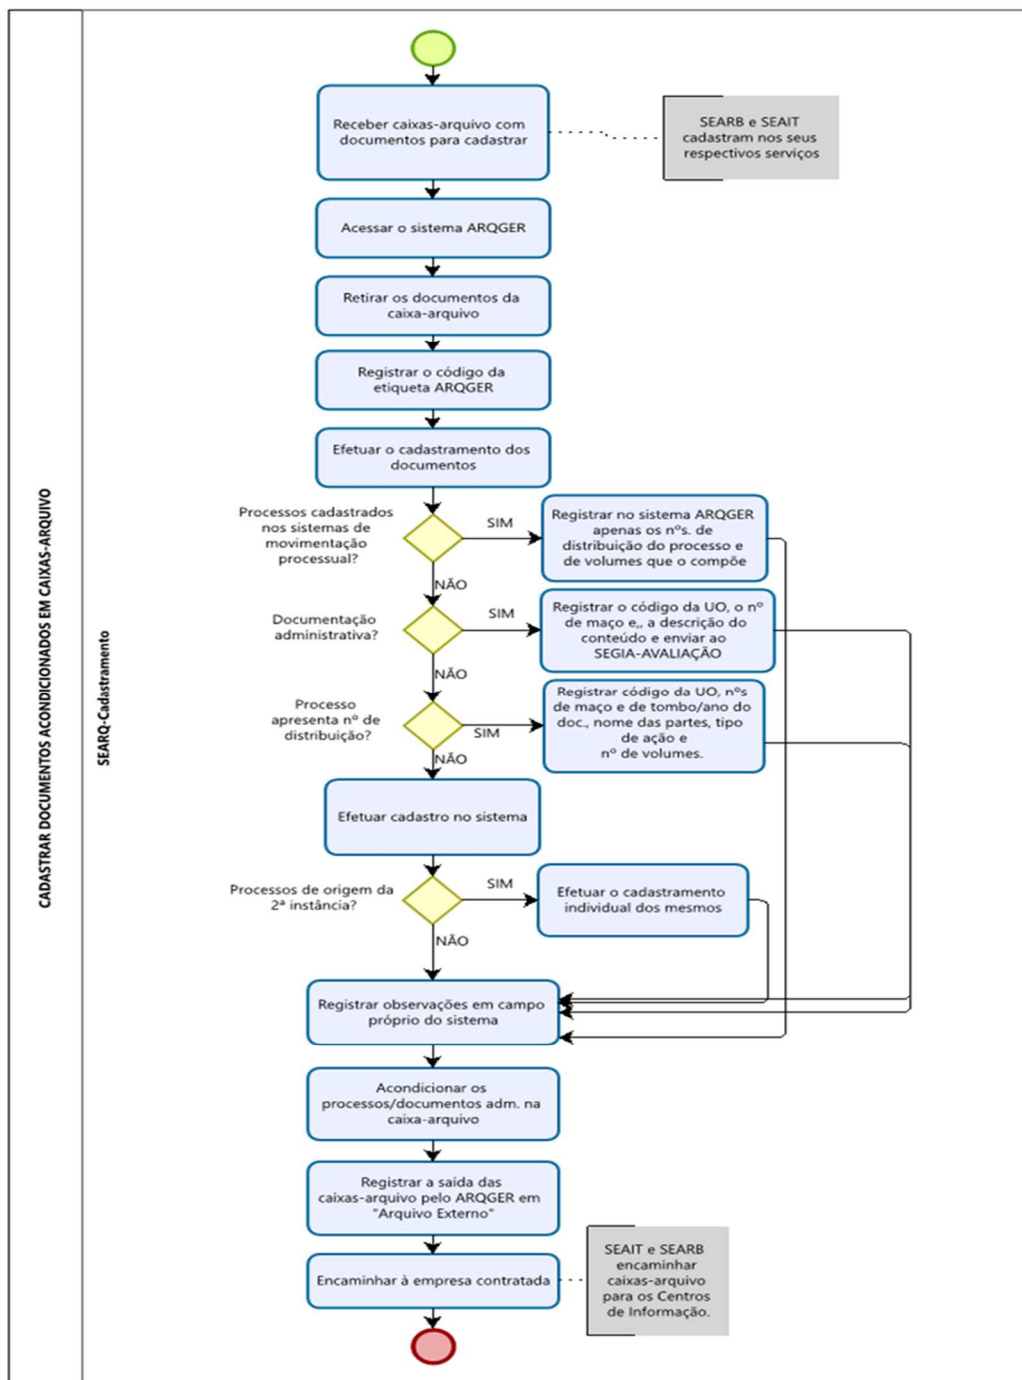 CADASTRAR DOCUMENTOS ACONDICIONADOS EM CAIXAS-ARQUIVO
SEARQ-Cadastramento
Receber caixas-arquivo com
documentos para cadastrar
SEARB e SEAIT
cadastram nos seus
respectivos serviços
Acessar o sistema ARQGER
Retirar os documentos da
caixa-arquivo
Registrar o código da
etiqueta ARQGER
Efetuar o cadastramento dos
documentos
Processos cadastrados
nos sistemas de
movimentação
processual?
SIM
Registrar no sistema ARQGER
apenas os nºs. de
distribuição do processo e
de volumes que o compõe
NÃO
Documentação
administrativa?
SIM
Registrar o código da UO, o nº
de maço e,, a descrição do
conteúdo e enviar ao
SEGIA-AVALIAÇÃO
NÃO
Processo
apresenta nº de
distribuição?
SIM
Registrar código da UO, nºs
de maço e de tombo/ano do
doc., nome das partes, tipo
de ação e
nº de volumes.
NÃO
Efetuar cadastro no sistema
Processos de origem da
2ª instância?
SIM
Efetuar o cadastramento
individual dos mesmos
NÃO
Registrar observações em campo
próprio do sistema
Acondicionar os
processos/documentos adm. na
caixa-arquivo
Registrar a saída das
caixas-arquivo pelo ARQGER em
"Arquivo Externo"
Encaminhar à empresa contratada
SEAIT e SEARB
encaminhar
caixas-arquivo
para os Centros
de Informação.